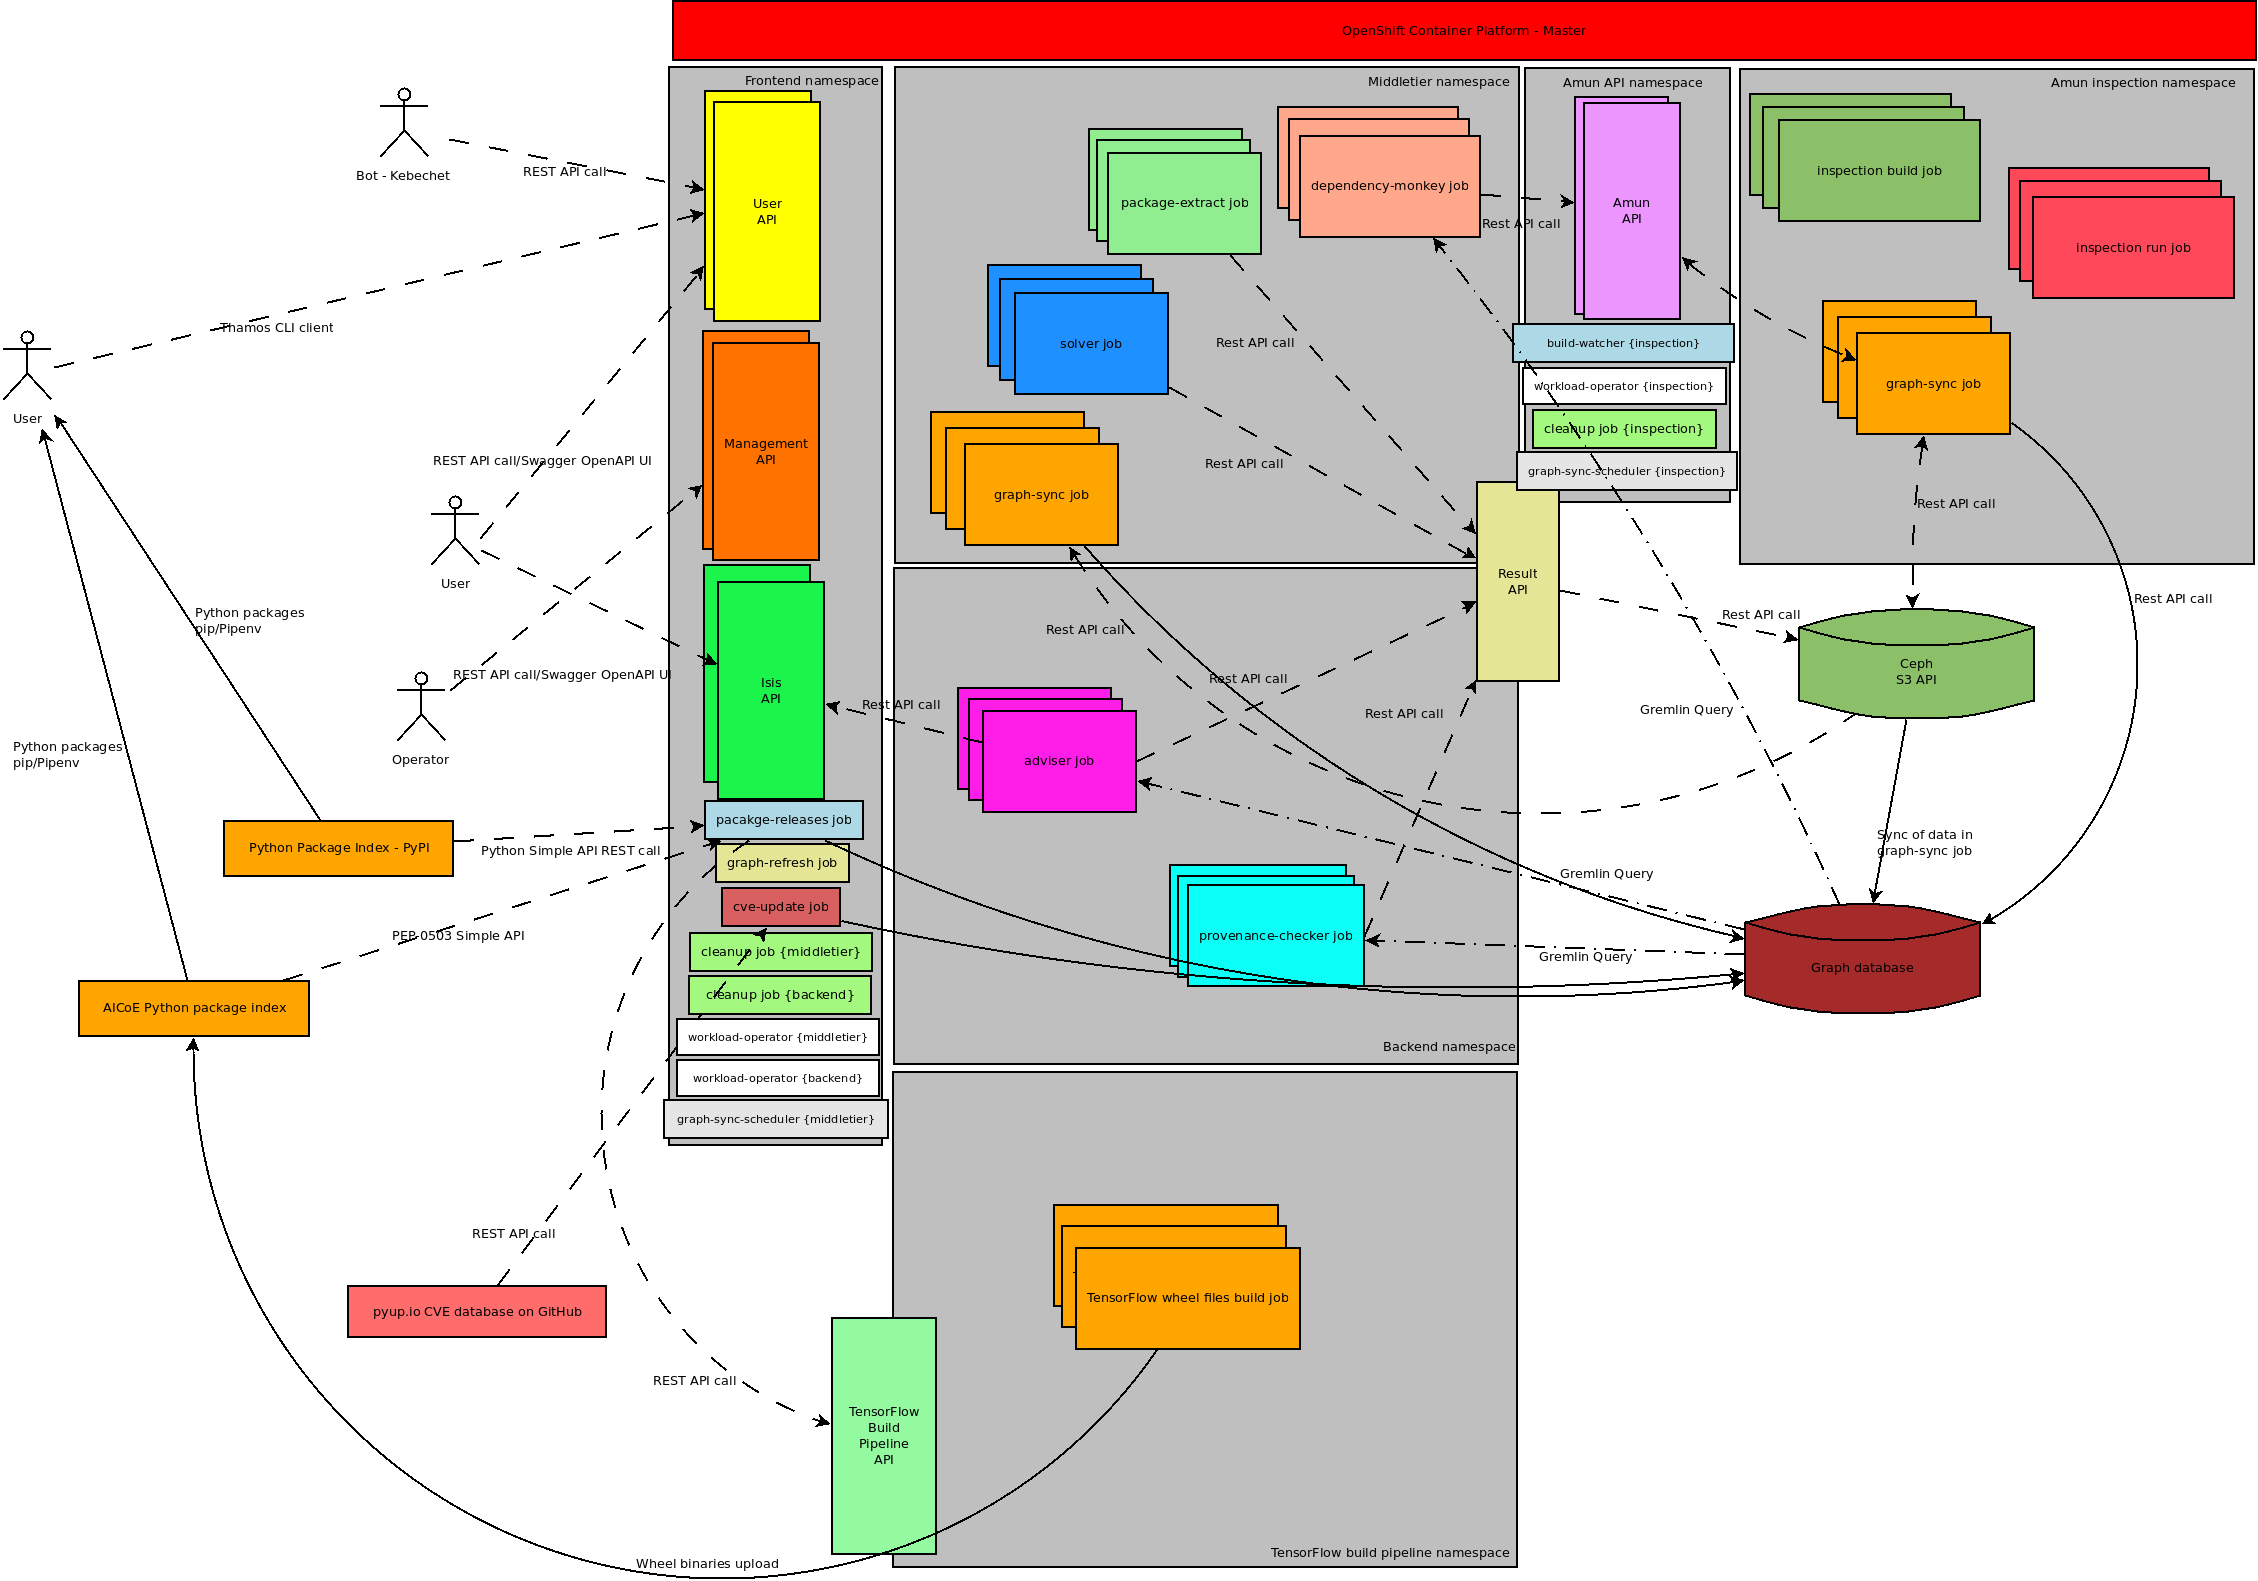 OpenShift Container Platform - Master
Frontend namespace
Middletier namespace
Amun API namespace
Amun inspection namespace
Bot - Kebechet
REST API call
User
API
package-extract job
dependency-monkey job
Rest API call
Amun
API
inspection build job
inspection run job
Thamos CLI client
User
solver job
Rest API call
build-watcher {inspection}
workload-operator {inspection}
cleanup job {inspection}
graph-sync-scheduler {inspection}
graph-sync job
REST API call/Swagger OpenAPI UI
Management
API
Rest API call
graph-sync job
Rest API call
User
Result
API
Rest API call
Python packages
pip/Pipenv
Rest API call
Rest API call
REST API call/Swagger OpenAPI UI
Isis
API
Rest API call
Rest API call
Ceph
S3 API
Operator
Rest API call
Gremlin Query
Python packages
pip/Pipenv
adviser job
pacakge-releases job
Python Package Index - PyPI
Python Simple API REST call
graph-refresh job
Sync of data in
graph-sync job
Gremlin Query
cve-update job
PEP-0503 Simple API
provenance-checker job
cleanup job {middletier}
Gremlin Query
Graph database
cleanup job {backend}
AICoE Python package index
workload-operator {middletier}
Backend namespace
workload-operator {backend}
graph-sync-scheduler {middletier}
REST API call
pyup.io CVE database on GitHub
TensorFlow wheel files build job
REST API call
TensorFlow
Build
Pipeline
API
Wheel binaries upload
TensorFlow build pipeline namespace